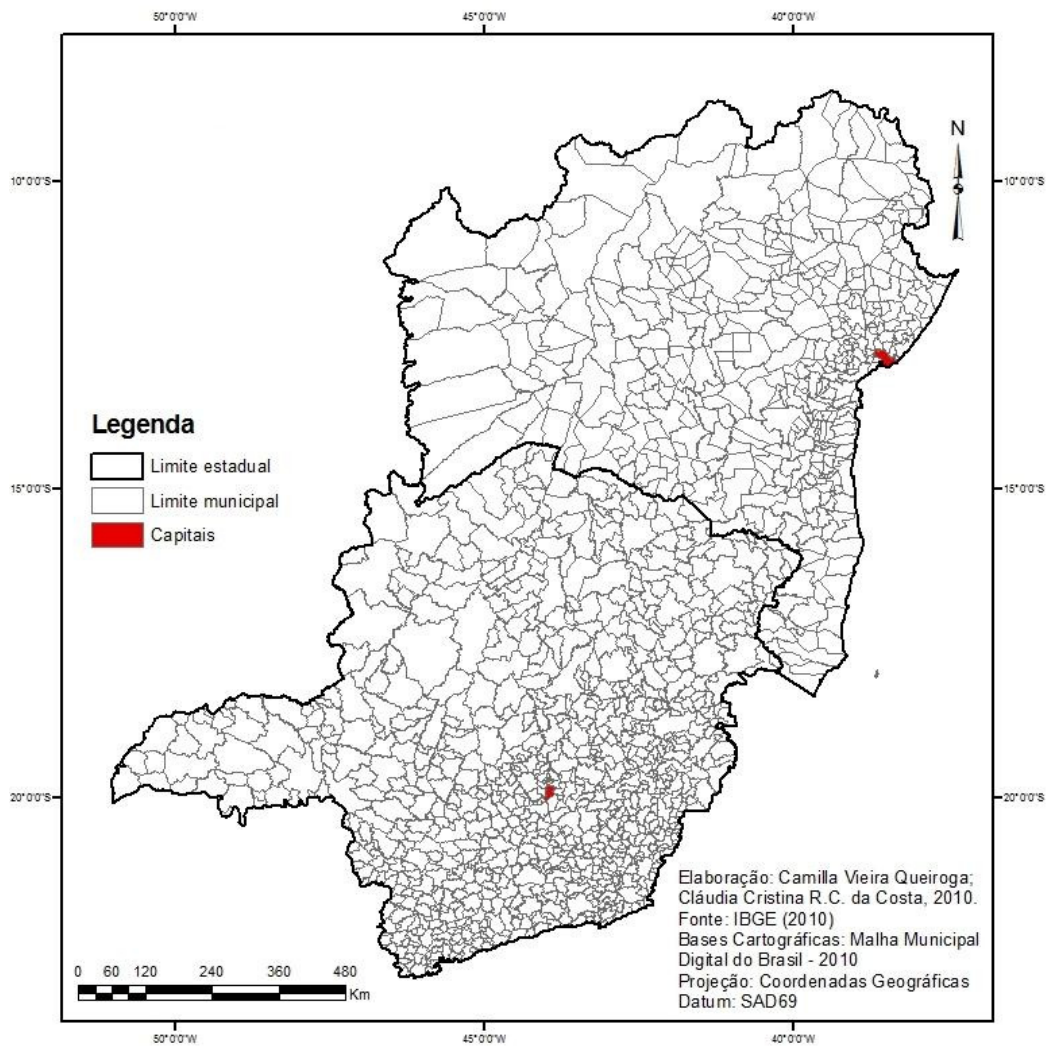 50°0'0"W 45°0'0"W 40°0'0"W
N
10°0'0"S 10°0'0"S
Legenda
Limite estadual
Limite municipal
Capitais
15°0'0"S 15°0'0"S
20°0'0"S 20°0'0"S
Elaboração: Camilla Vieira Queiroga;
Cláudia Cristina R.C. da Costa, 2010.
Fonte: IBGE (2010)
Bases Cartográficas: Malha Municipal
Digital do Brasil - 2010
Projeção: Coordenadas Geográficas
Datum: SAD69
0 60 120 240 360 480
Km
50°0'0"W 45°0'0"W 40°0'0"W